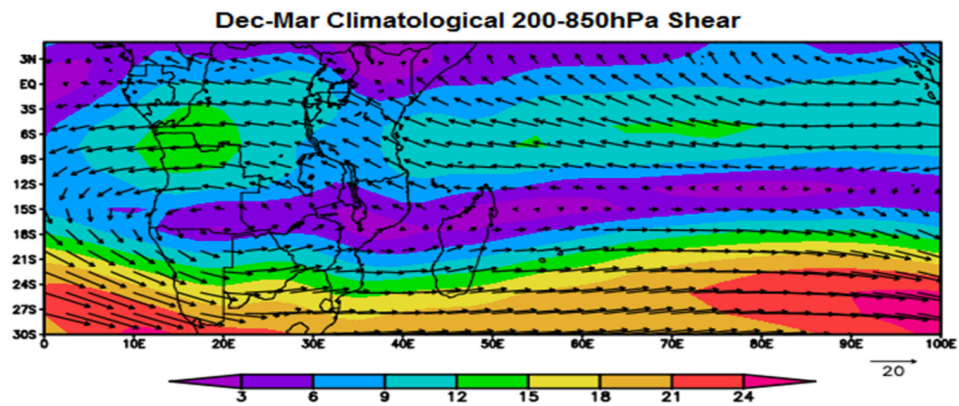 Dec-Mar Climatological 200-850hPa Shear
3N
EQ
3S
6S
9S
12S
15S
18S
21S
24S
27S
30S
0 10E 20E 30E 40E 50E 60E 70E 80E 90E 100E
20
3 6 9 12 15 18 21 24